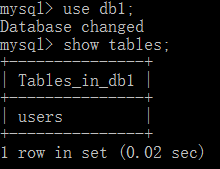 mysql> use db1;
Database changed
mysql> show tables;
+---------------+
| Tables_in_db1 |
+---------------+
| users         |
+---------------+
1 row in set (0.02 sec)